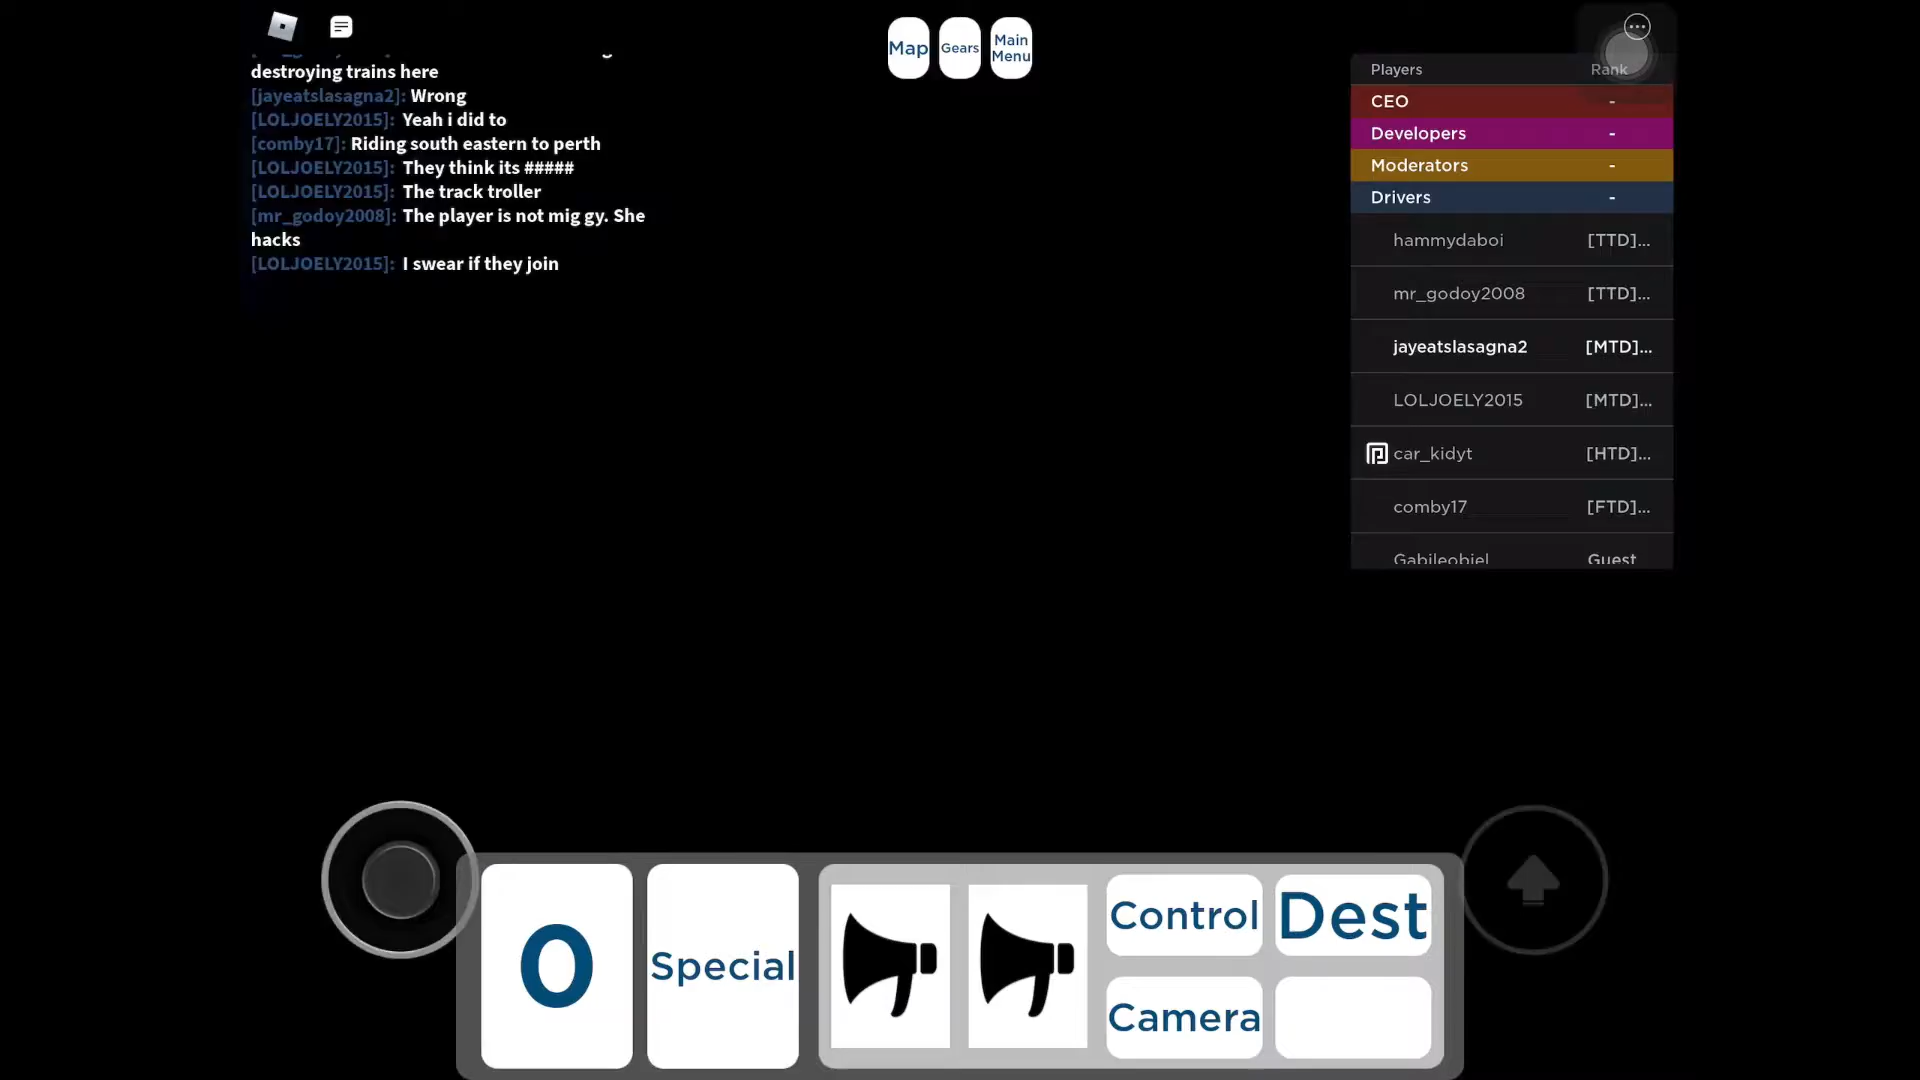 Map
Gears
Main
Menu
destroying trains here
[jayeatslasagna2]: Wrong
[LOLJOELY2015]: Yeah i did to
[comby17]: Riding south eastern to perth
[LOLJOELY2015]: They think its #####
[LOLJOELY2015]: The track troller
[mr_godoy2008]: The player is not mig gy. She
hacks
[LOLJOELY2015]: I swear if they join
Players Rank
CEO -
Developers -
Moderators -
Drivers -
hammydaboi [TTD]...
mr_godoy2008 [TTD]...
jayeatslasagna2 [MTD]...
LOLJOELY2015 [MTD]...
car_kidyt [HTD]...
comby17 [FTD]...
Gabileobiel Guest
0
Special
Control
Dest
Camera